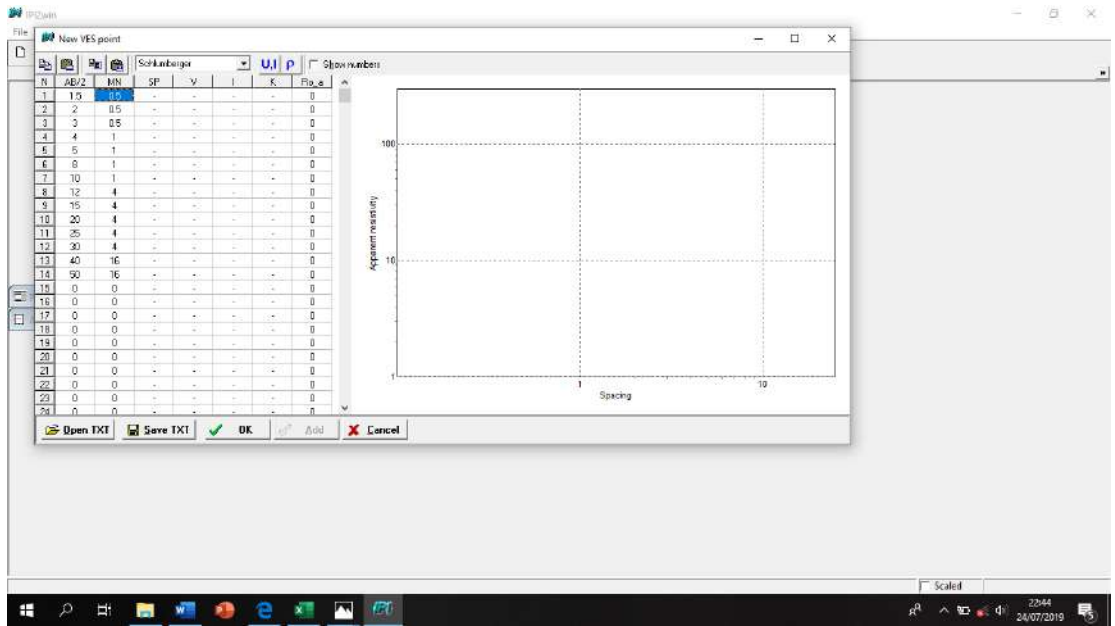 IPI2win
File
New VES point
Schlumberger U,I ρ Show numbers
N AB/2 MN SP V I K Ro_a
1 1.5 0.5 - - - - 0
2 2 0.5 - - - - 0
3 3 0.5 - - - - 0
4 4 1 - - - - 0
5 5 1 - - - - 0
6 8 1 - - - - 0
7 10 1 - - - - 0
8 12 4 - - - - 0
9 15 4 - - - - 0
10 20 4 - - - - 0
11 25 4 - - - - 0
12 30 4 - - - - 0
13 40 16 - - - - 0
14 50 16 - - - - 0
15 0 0 - - - - 0
16 0 0 - - - - 0
17 0 0 - - - - 0
18 0 0 - - - - 0
19 0 0 - - - - 0
20 0 0 - - - - 0
21 0 0 - - - - 0
22 0 0 - - - - 0
23 0 0 - - - - 0
24 0 0 - - - - 0
Apparent resistivity
100
10
1
1 10
Spacing
Open TXT Save TXT OK Add Cancel
Scaled
22:44
24/07/2019